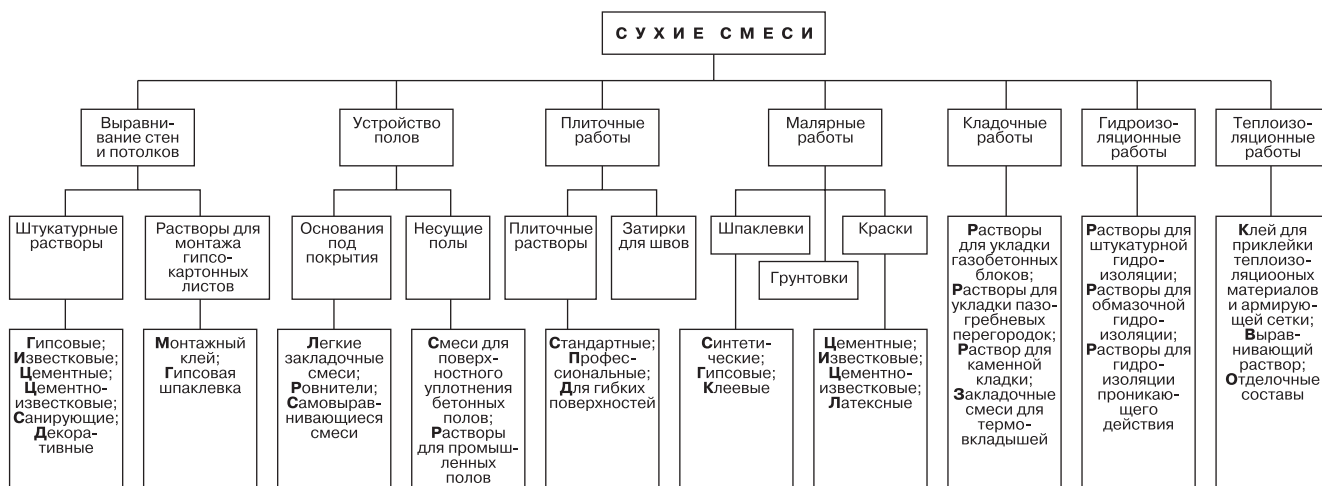 СУХИЕ СМЕСИ
Выравни-
вание стен
и потолков
Устройство
полов
Плиточные
работы
Малярные
работы
Кладочные
работы
Гидроизо-
ляционные
работы
Теплоизо-
ляционные
работы
Штукатурные
растворы
Растворы для
монтажа
гипсо-
картонных
листов
Основания
под
покрытия
Несущие
полы
Плиточные
растворы
Затирки
для швов
Шпаклевки
Грунтовки
Краски
Гипсовые;
Известковые;
Цементные;
Цементно-
известковые;
Санирующие;
Декора-
тивные
Монтажный
клей;
Гипсовая
шпаклевка
Легкие
закладочные
смеси;
Ровнители;
Самовырав-
нивающиеся
смеси
Смеси для
поверх-
ностного
уплотнения
бетонных
полов;
Растворы
для промыш-
ленных
полов
Стандартные;
Профес-
сиональные;
Для гибких
поверхностей
Синтети-
ческие;
Гипсовые;
Клеевые
Цементные;
Известковые;
Цементно-
известковые;
Латексные
Растворы
для укладки
газобетонных
блоков;
Растворы для
укладки пазо-
гребневых
перегородок;
Раствор для
каменной
кладки;
Закладочные
смеси для
термо-
вкладышей
Растворы для
штукатурной
гидро-
изоляции;
Растворы для
обмазочной
гидро-
изоляции;
Растворы для
гидро-
изоляции
проникаю-
щего
действия
Клей для
приклейки
теплоизо-
ляциооных
материалов
и армирую-
щей сетки;
Вырав-
нивающий
раствор;
Отделочные
составы